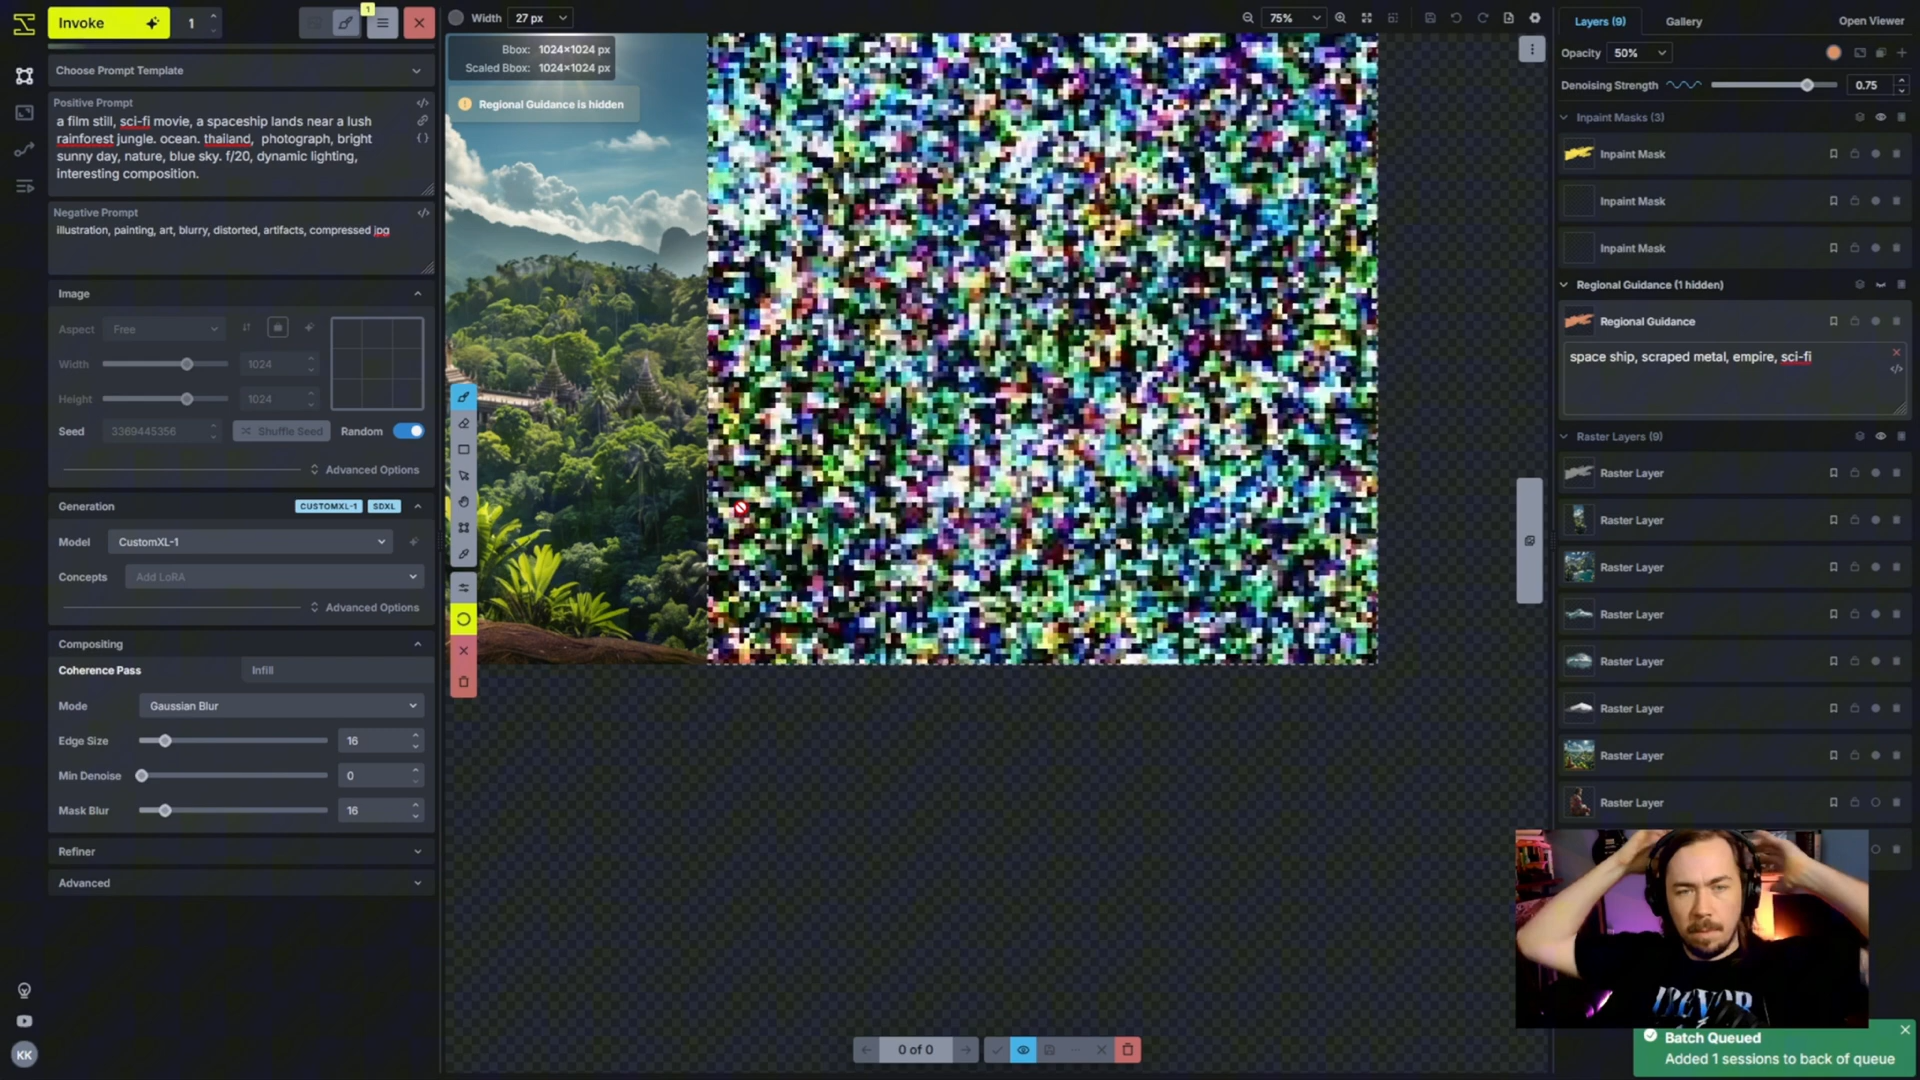 Invoke
1
1
Width
27 px
75%
Layers (9)
Gallery
Open Viewer
Choose Prompt Template
Bbox: 1024×1024 px
Scaled Bbox: 1024×1024 px
Regional Guidance is hidden
Opacity
50%
Denoising Strength
0.75
Positive Prompt
a film still, sci-fi movie, a spaceship lands near a lush
rainforest jungle. ocean. thailand, photograph, bright
sunny day, nature, blue sky. f/20, dynamic lighting,
interesting composition.
Negative Prompt
illustration, painting, art, blurry, distorted, artifacts, compressed jpg
Image
Aspect
Free
Width
1024
Height
1024
Seed
3369445356
Shuffle Seed
Random
Advanced Options
Generation
CUSTOMXL-1
SDXL
Model
CustomXL-1
Concepts
Add LoRA
Advanced Options
Compositing
Coherence Pass
Infill
Mode
Gaussian Blur
Edge Size
16
Min Denoise
0
Mask Blur
16
Refiner
Advanced
KK
Inpaint Masks (3)
Inpaint Mask
Inpaint Mask
Inpaint Mask
Regional Guidance (1 hidden)
Regional Guidance
space ship, scraped metal, empire, sci-fi
Raster Layers (9)
Raster Layer
Raster Layer
Raster Layer
Raster Layer
Raster Layer
Raster Layer
Raster Layer
Raster Layer
0 of 0
Batch Queued
Added 1 sessions to back of queue